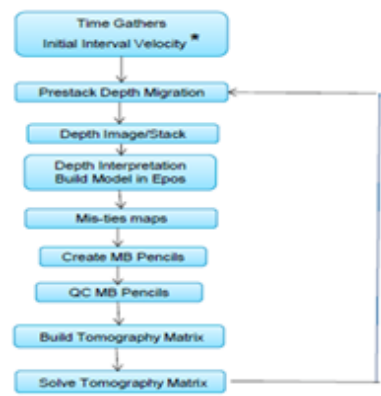 Time Gathers
Initial Interval Velocity *
Prestack Depth Migration
Depth Image/Stack
Depth Interpretation
Build Model in Epos
Mis-ties maps
Create MB Pencils
QC MB Pencils
Build Tomography Matrix
Solve Tomography Matrix